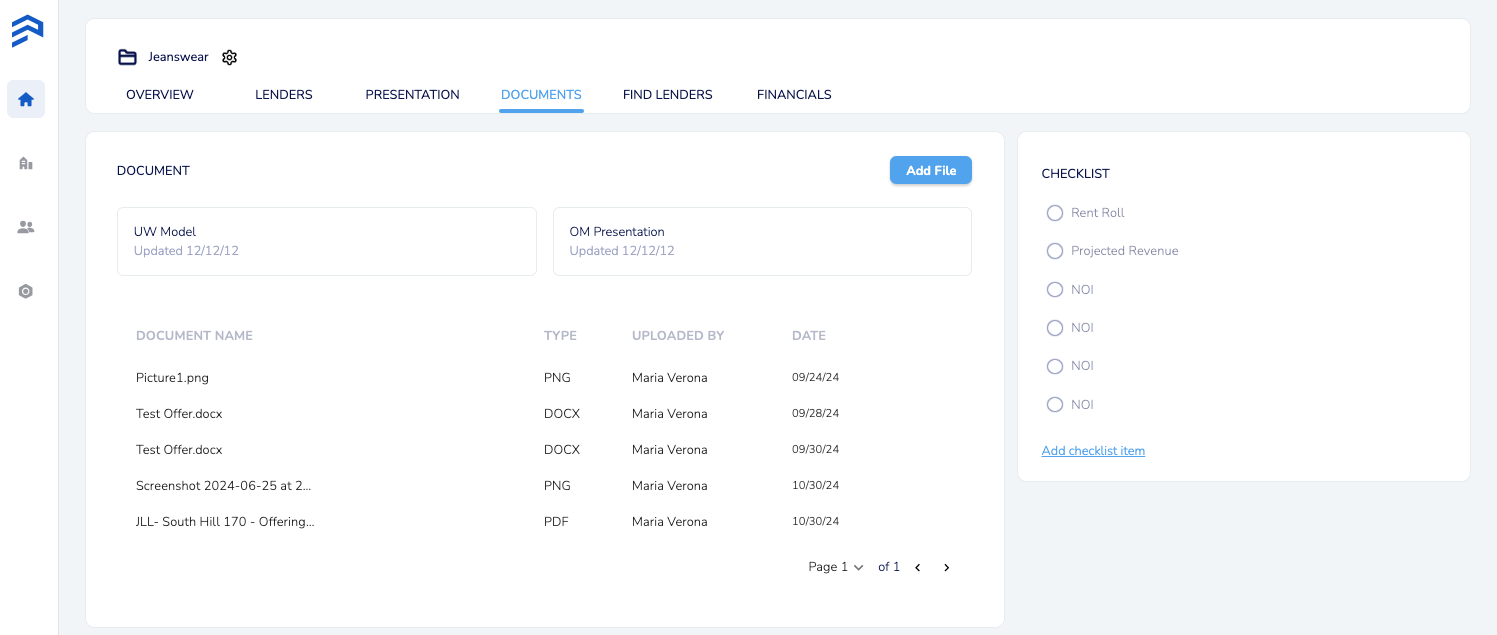 Jeanswear
OVERVIEW LENDERS PRESENTATION DOCUMENTS FIND LENDERS FINANCIALS
DOCUMENT
Add File
UW Model
Updated 12/12/12
OM Presentation
Updated 12/12/12
DOCUMENT NAME TYPE UPLOADED BY DATE
Picture1.png PNG Maria Verona 09/24/24
Test Offer.docx DOCX Maria Verona 09/28/24
Test Offer.docx DOCX Maria Verona 09/30/24
Screenshot 2024-06-25 at 2... PNG Maria Verona 10/30/24
JLL- South Hill 170 - Offering... PDF Maria Verona 10/30/24
Page 1 of 1
CHECKLIST
Rent Roll
Projected Revenue
NOI
NOI
NOI
NOI
Add checklist item